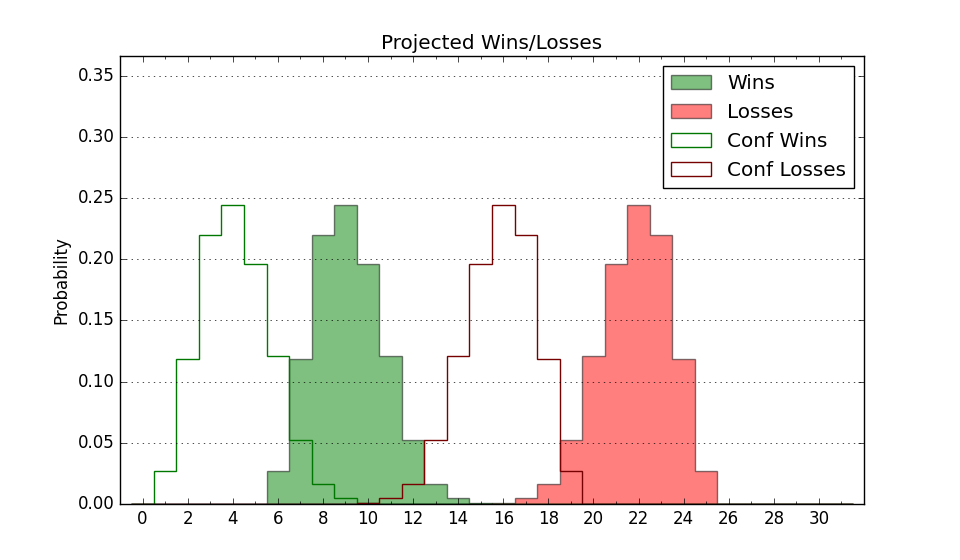 Projected Wins/Losses
Wins
Losses
Conf Wins
Conf Losses
Probability
0.35
0.30
0.25
0.20
0.15
0.10
0.05
0.00
0 2 4 6 8 10 12 14 16 18 20 22 24 26 28 30